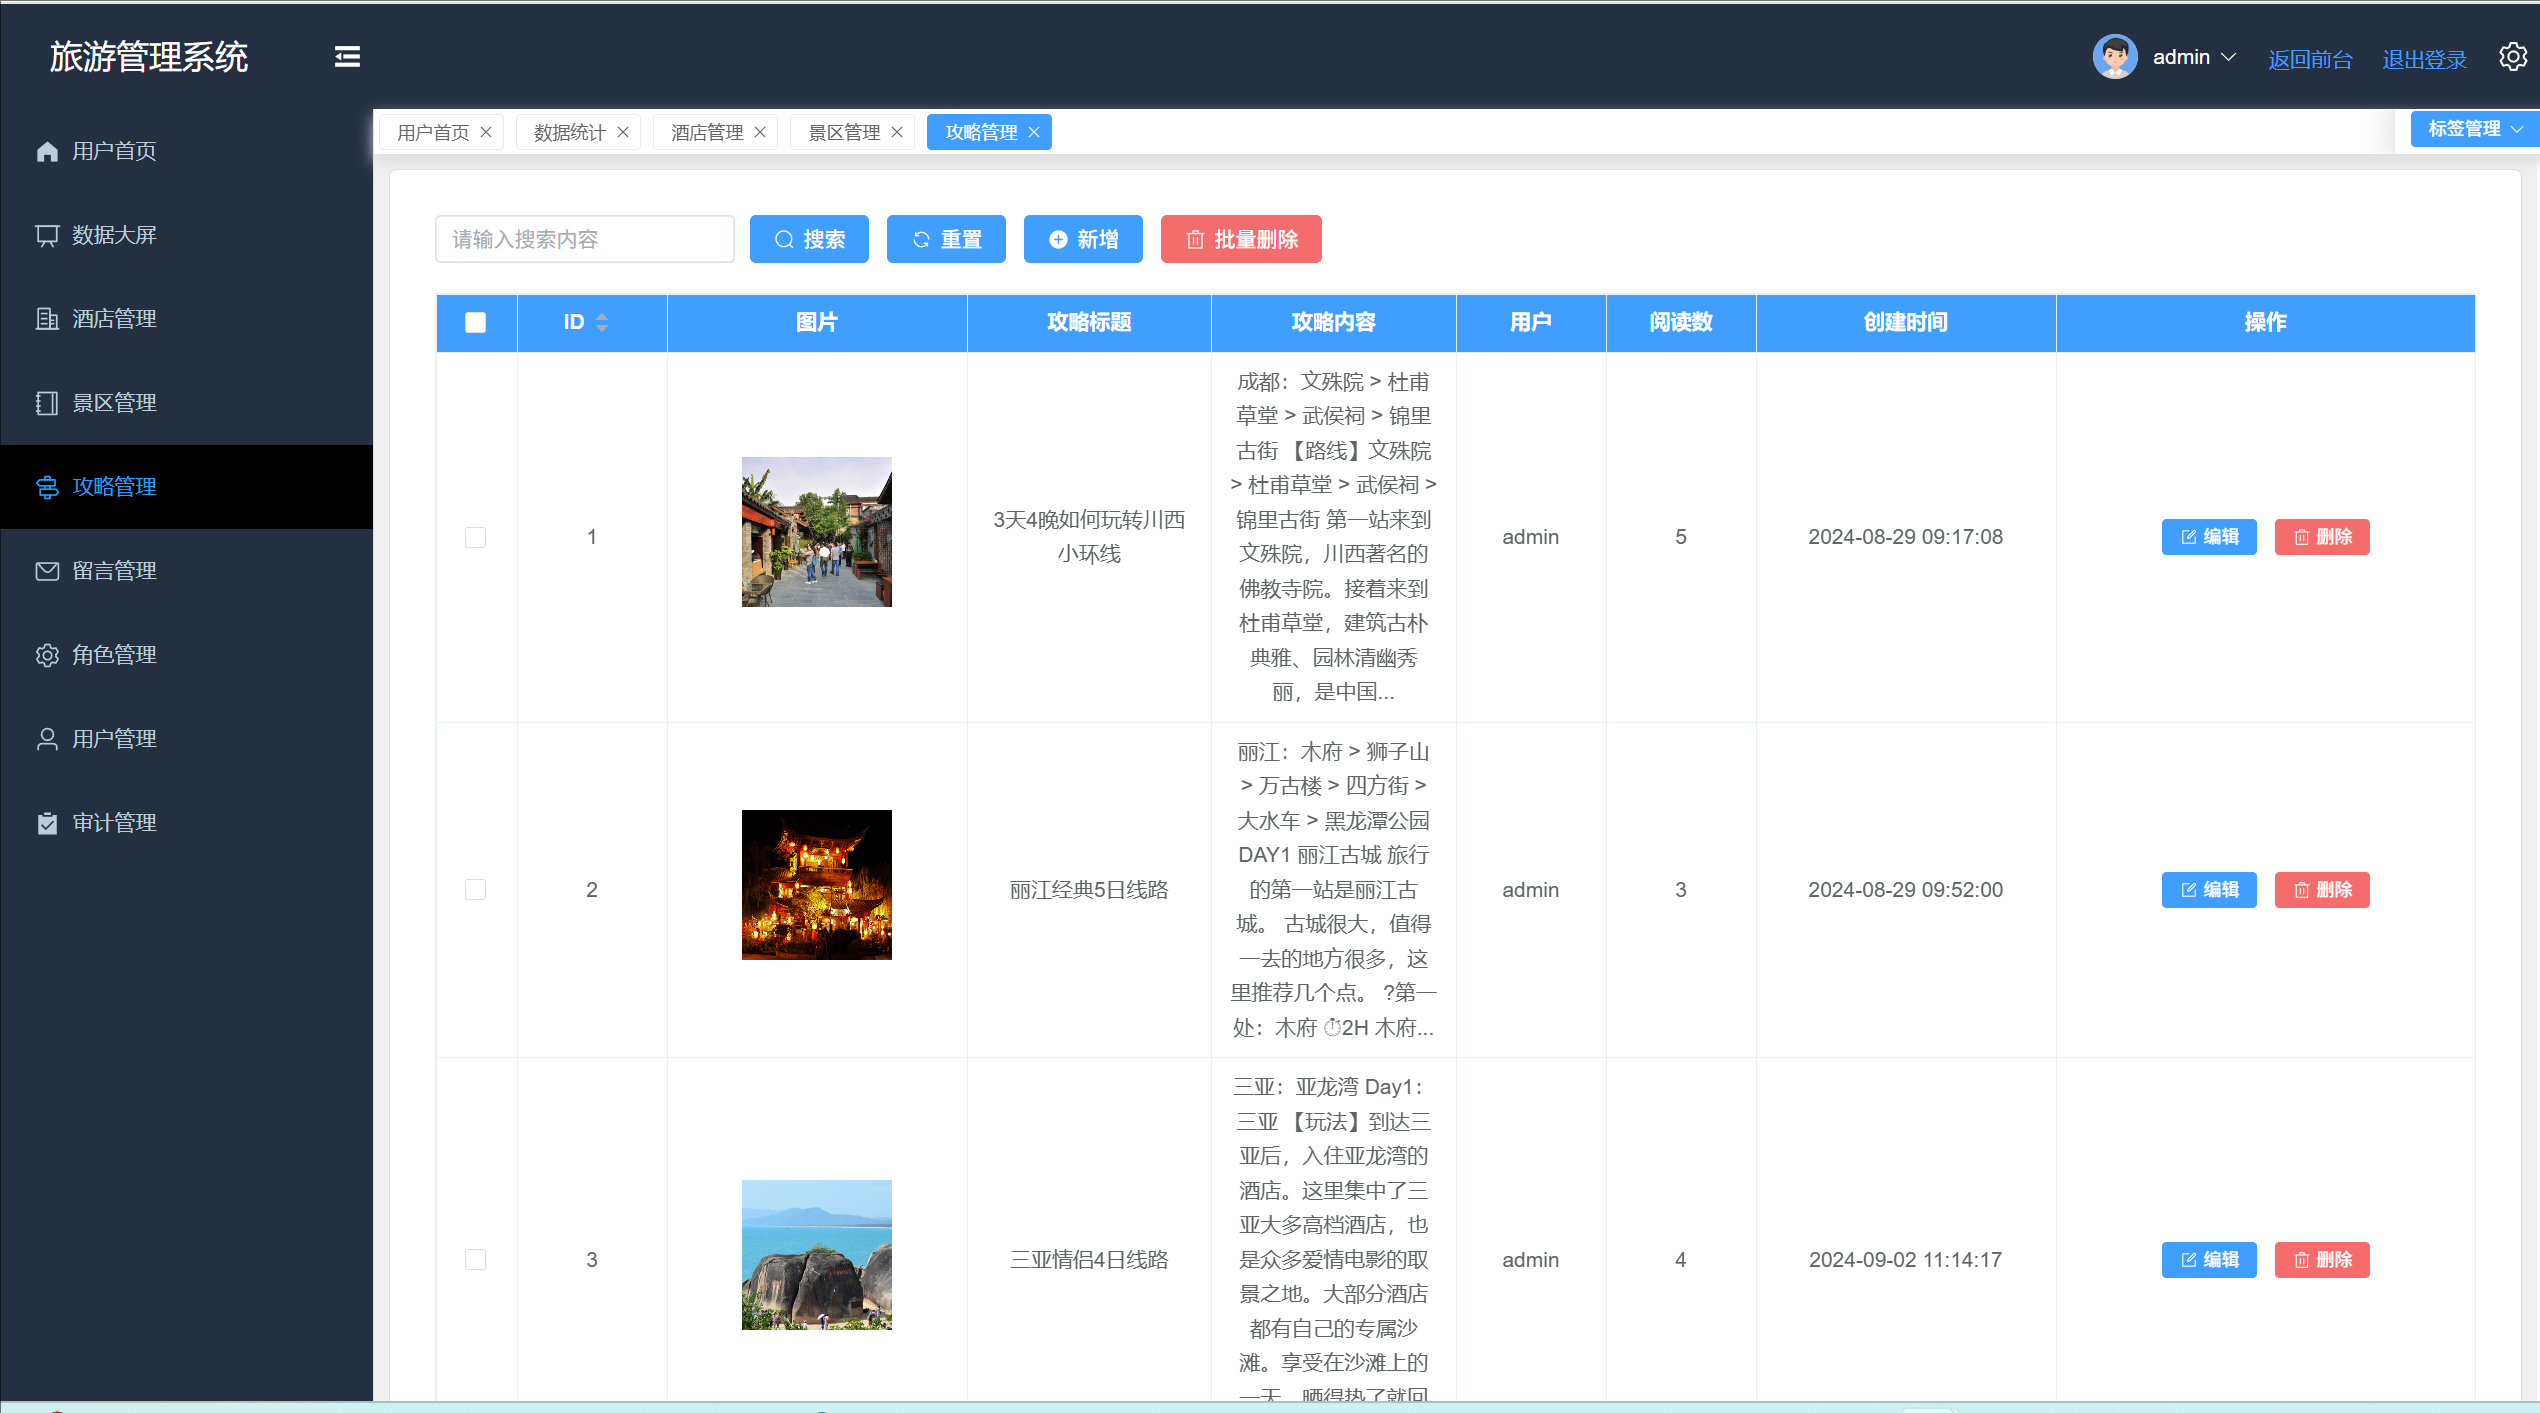 旅游管理系统
admin
返回前台
退出登录
用户首页
数据大屏
酒店管理
景区管理
攻略管理
留言管理
角色管理
用户管理
审计管理
用户首页
数据统计
酒店管理
景区管理
攻略管理
标签管理
请输入搜索内容
搜索
重置
新增
批量删除
ID
图片
攻略标题
攻略内容
用户
阅读数
创建时间
操作
1
3天4晚如何玩转川西
小环线
成都：文殊院 > 杜甫
草堂 > 武侯祠 > 锦里
古街 【路线】文殊院
> 杜甫草堂 > 武侯祠 >
锦里古街 第一站来到
文殊院，川西著名的
佛教寺院。接着来到
杜甫草堂，建筑古朴
典雅、园林清幽秀
丽，是中国...
admin
5
2024-08-29 09:17:08
编辑
删除
2
丽江经典5日线路
丽江：木府 > 狮子山
> 万古楼 > 四方街 >
大水车 > 黑龙潭公园
DAY1 丽江古城 旅行
的第一站是丽江古
城。 古城很大，值得
一去的地方很多，这
里推荐几个点。 ?第一
处：木府 ⏱2H 木府...
admin
3
2024-08-29 09:52:00
编辑
删除
3
三亚情侣4日线路
三亚：亚龙湾 Day1：
三亚 【玩法】到达三
亚后，入住亚龙湾的
酒店。这里集中了三
亚大多高档酒店，也
是众多爱情电影的取
景之地。大部分酒店
都有自己的专属沙
滩。享受在沙滩上的
一天，晒得热了就回
admin
4
2024-09-02 11:14:17
编辑
删除